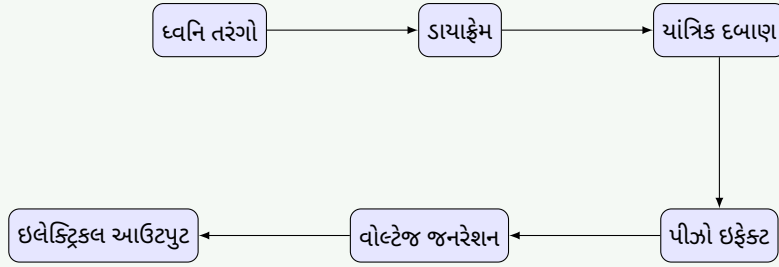 ધ્વનિ તરંગો
ડાયાફ્રેમ
યાંત્રિક દબાણ
પીઝો ઇફેક્ટ
વોલ્ટેજ જનરેશન
ઇલેક્ટ્રિકલ આઉટપુટ